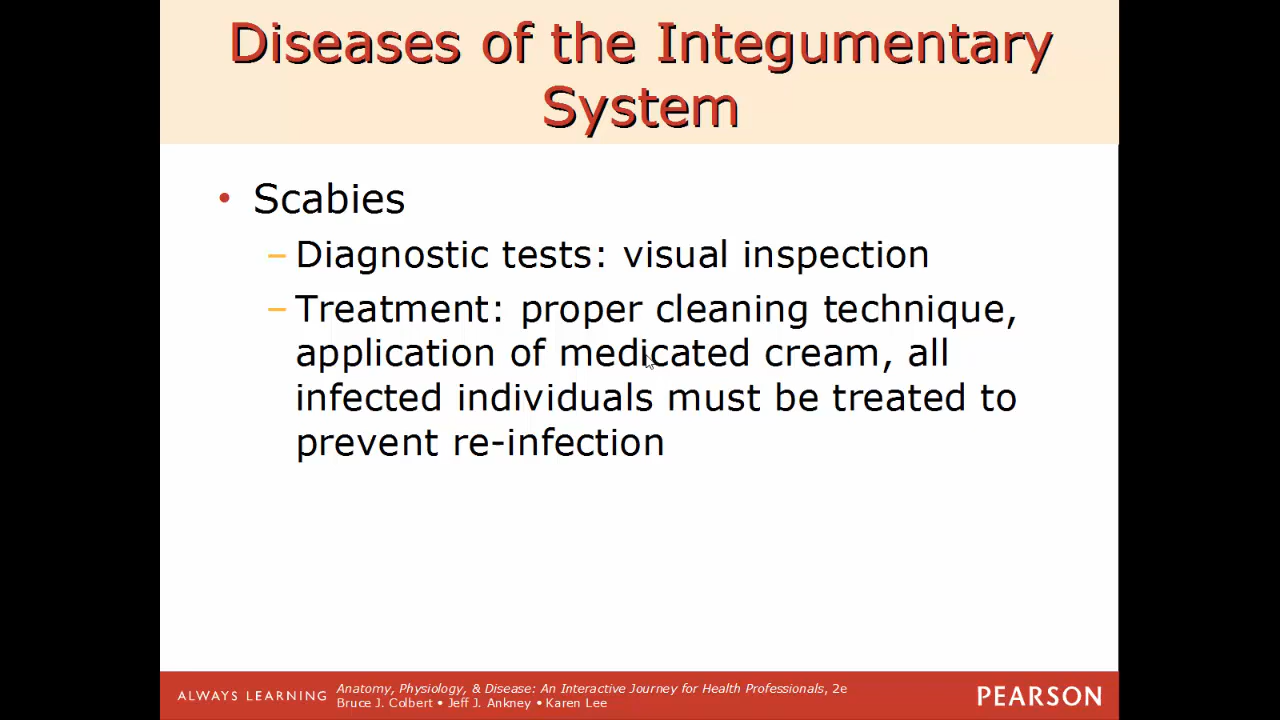 Diseases of the Integumentary
System
• Scabies
– Diagnostic tests: visual inspection
– Treatment: proper cleaning technique,
application of medicated cream, all
infected individuals must be treated to
prevent re-infection
ALWAYS LEARNING
Anatomy, Physiology, & Disease: An Interactive Journey for Health Professionals, 2e
Bruce J. Colbert • Jeff J. Ankney • Karen Lee
PEARSON